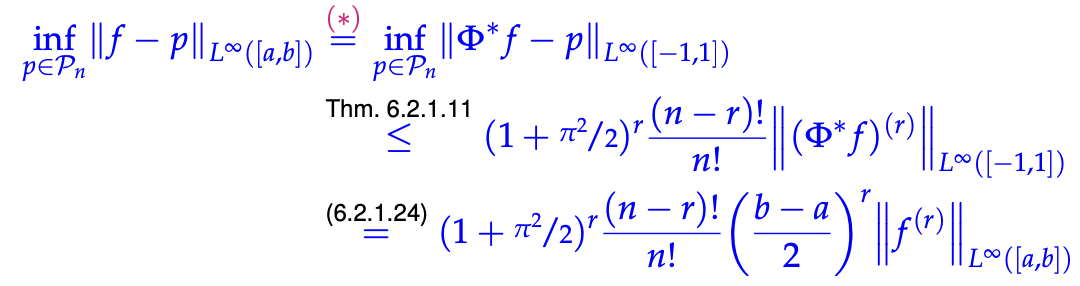 inf_{p∈𝒫_n} ‖f − p‖_{L^∞([a,b])} (∗)= inf_{p∈𝒫_n} ‖Φ*f − p‖_{L^∞([−1,1])}
Thm. 6.2.1.11 ≤ (1 + π²/2)^r (n − r)!/n! ‖(Φ*f)^{(r)}‖_{L^∞([−1,1])}
(6.2.1.24) = (1 + π²/2)^r (n − r)!/n! ((b − a)/2)^r ‖f^{(r)}‖_{L^∞([a,b])}